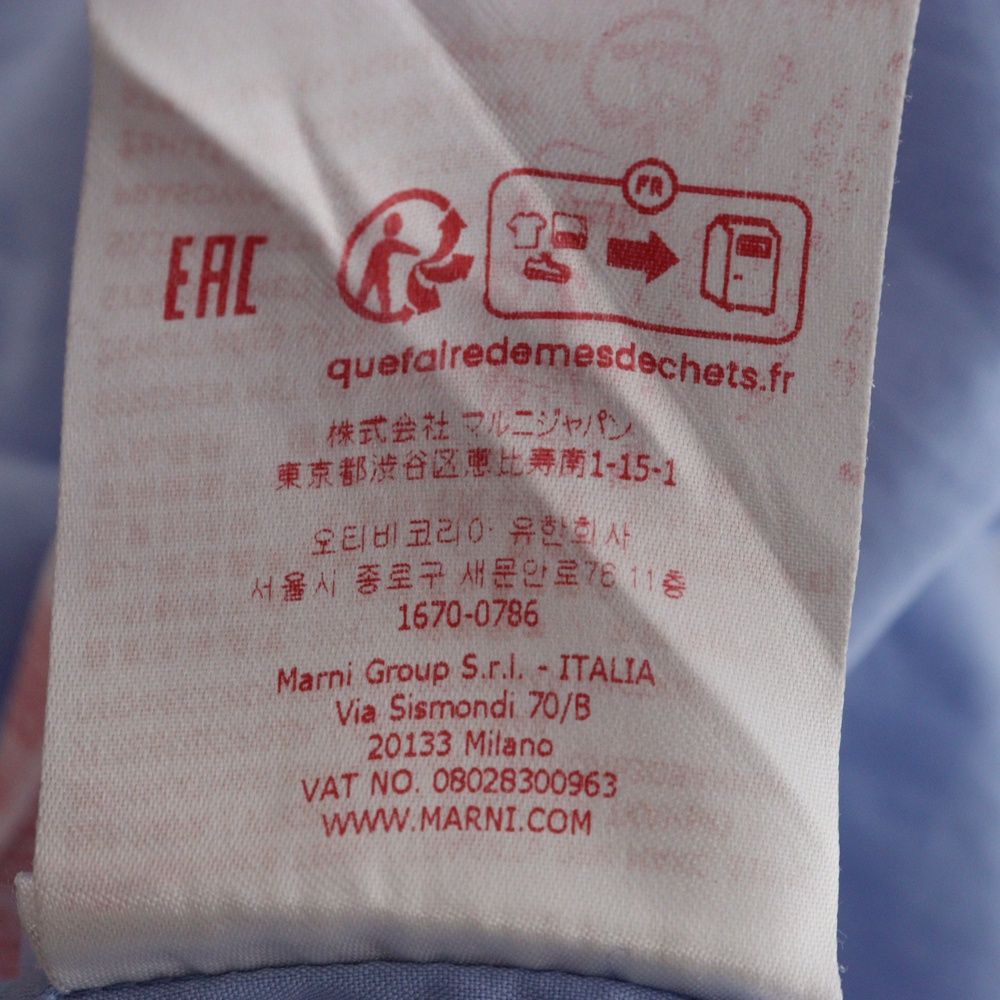 EAC
FR
quefairedemesdechets.fr
株式会社 マルニジャパン
東京都渋谷区恵比寿南1-15-1
오티비코리아 유한회사
서울시 종로구 새문안로76 11층
1670-0786
Marni Group S.r.l. - ITALIA
Via Sismondi 70/B
20133 Milano
VAT NO. 08028300963
WWW.MARNI.COM